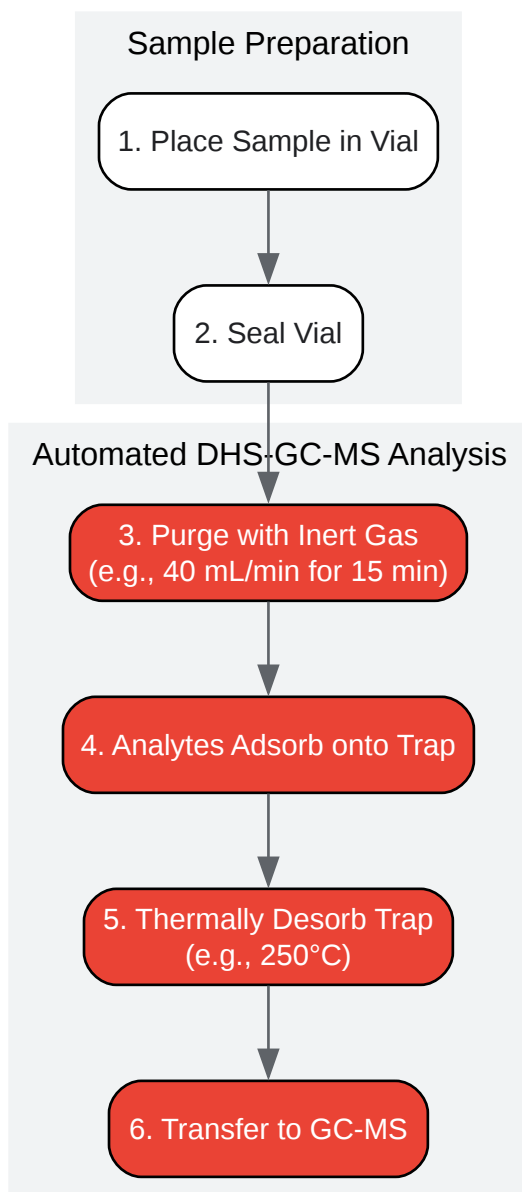 Sample Preparation
1. Place Sample in Vial
2. Seal Vial
Automated DHS-GC-MS Analysis
3. Purge with Inert Gas
(e.g., 40 mL/min for 15 min)
4. Analytes Adsorb onto Trap
5. Thermally Desorb Trap
(e.g., 250°C)
6. Transfer to GC-MS